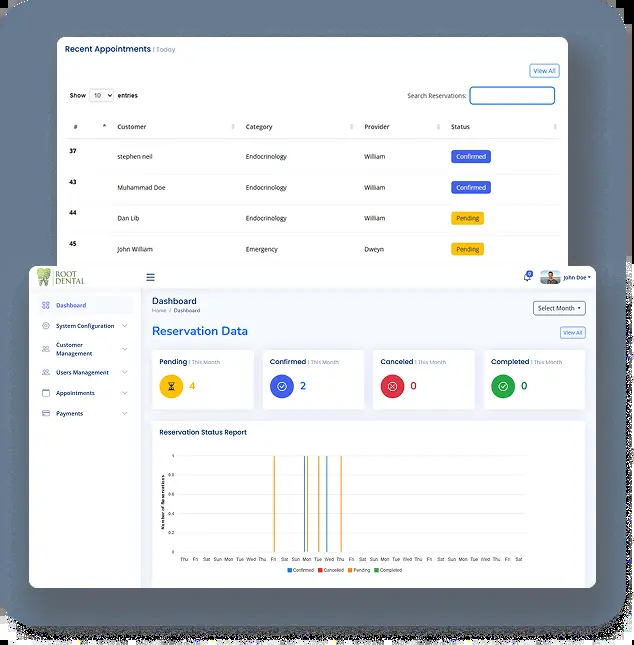 Recent Appointments | Today
View All
Show 10 entries
Search Reservations:
# Customer Category Provider Status
37 stephen neil Endocrinology William Confirmed
43 Muhammad Doe Endocrinology William Confirmed
44 Dan Lib Endocrinology William Pending
45 John William Emergency Dweyn Pending
ROOT
DENTAL
0
John Doe
Dashboard
System Configuration
Customer
Management
Users Management
Appointments
Payments
Dashboard
Home / Dashboard
Select Month
Reservation Data
View All
Pending | This Month
4
Confirmed | This Month
2
Canceled | This Month
0
Completed | This Month
0
Reservation Status Report
Number of Reservations
1
0.8
0.6
0.4
0.2
0
Thu Fri Sat Sun Mon Tue Wed Thu Fri Sat Sun Mon Tue Wed Thu Fri Sat Sun Mon Tue Wed Thu Fri Sat Sun Mon Tue Wed Thu Fri Sat
Confirmed Cancelled Pending Completed